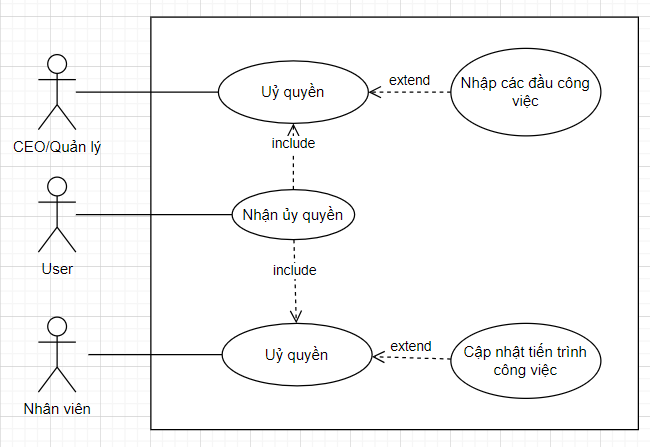 Uỷ quyền
extend
Nhập các đầu công
việc
CEO/Quản lý
include
Nhận ủy quyền
User
include
Uỷ quyền
extend
Cập nhật tiến trình
công việc
Nhân viên